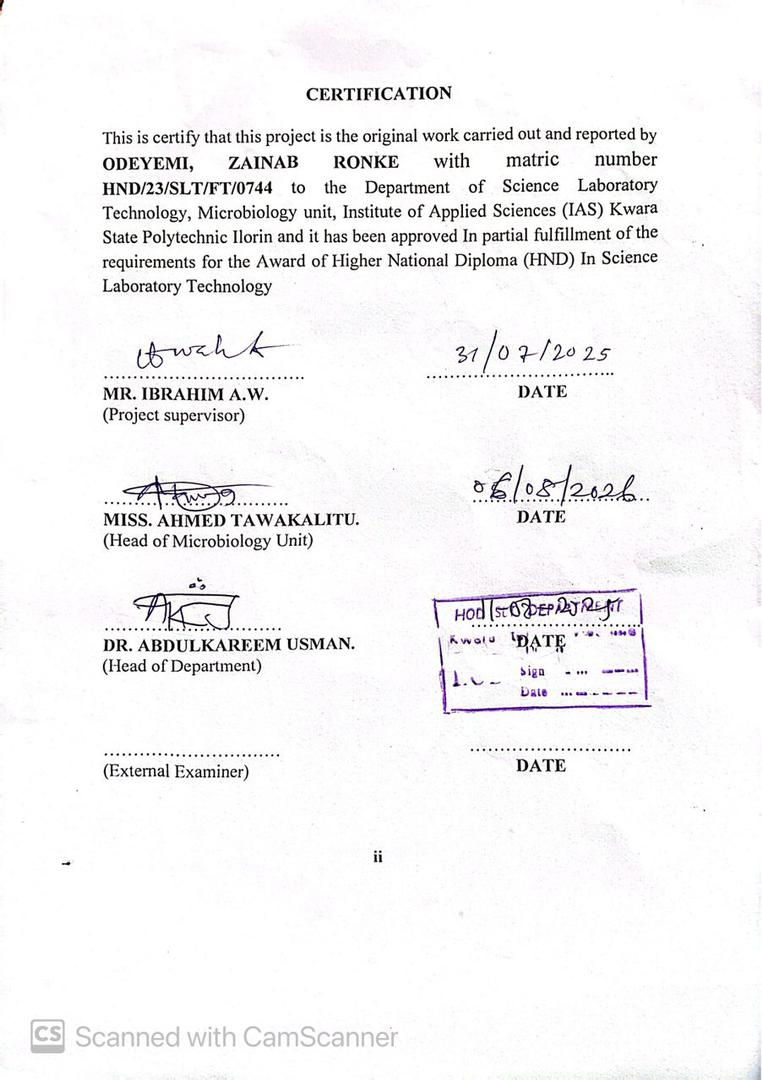 CERTIFICATION
This is certify that this project is the original work carried out and reported by
ODEYEMI, ZAINAB RONKE with matric number
HND/23/SLT/FT/0744 to the Department of Science Laboratory
Technology, Microbiology unit, Institute of Applied Sciences (IAS) Kwara
State Polytechnic Ilorin and it has been approved In partial fulfillment of the
requirements for the Award of Higher National Diploma (HND) In Science
Laboratory Technology
31/07/2025
MR. IBRAHIM A.W. DATE
(Project supervisor)
06/08/2026
MISS. AHMED TAWAKALITU. DATE
(Head of Microbiology Unit)
HOD
DR. ABDULKAREEM USMAN. DATE
(Head of Department) Sign
Date
(External Examiner) DATE
ii
CS Scanned with CamScanner